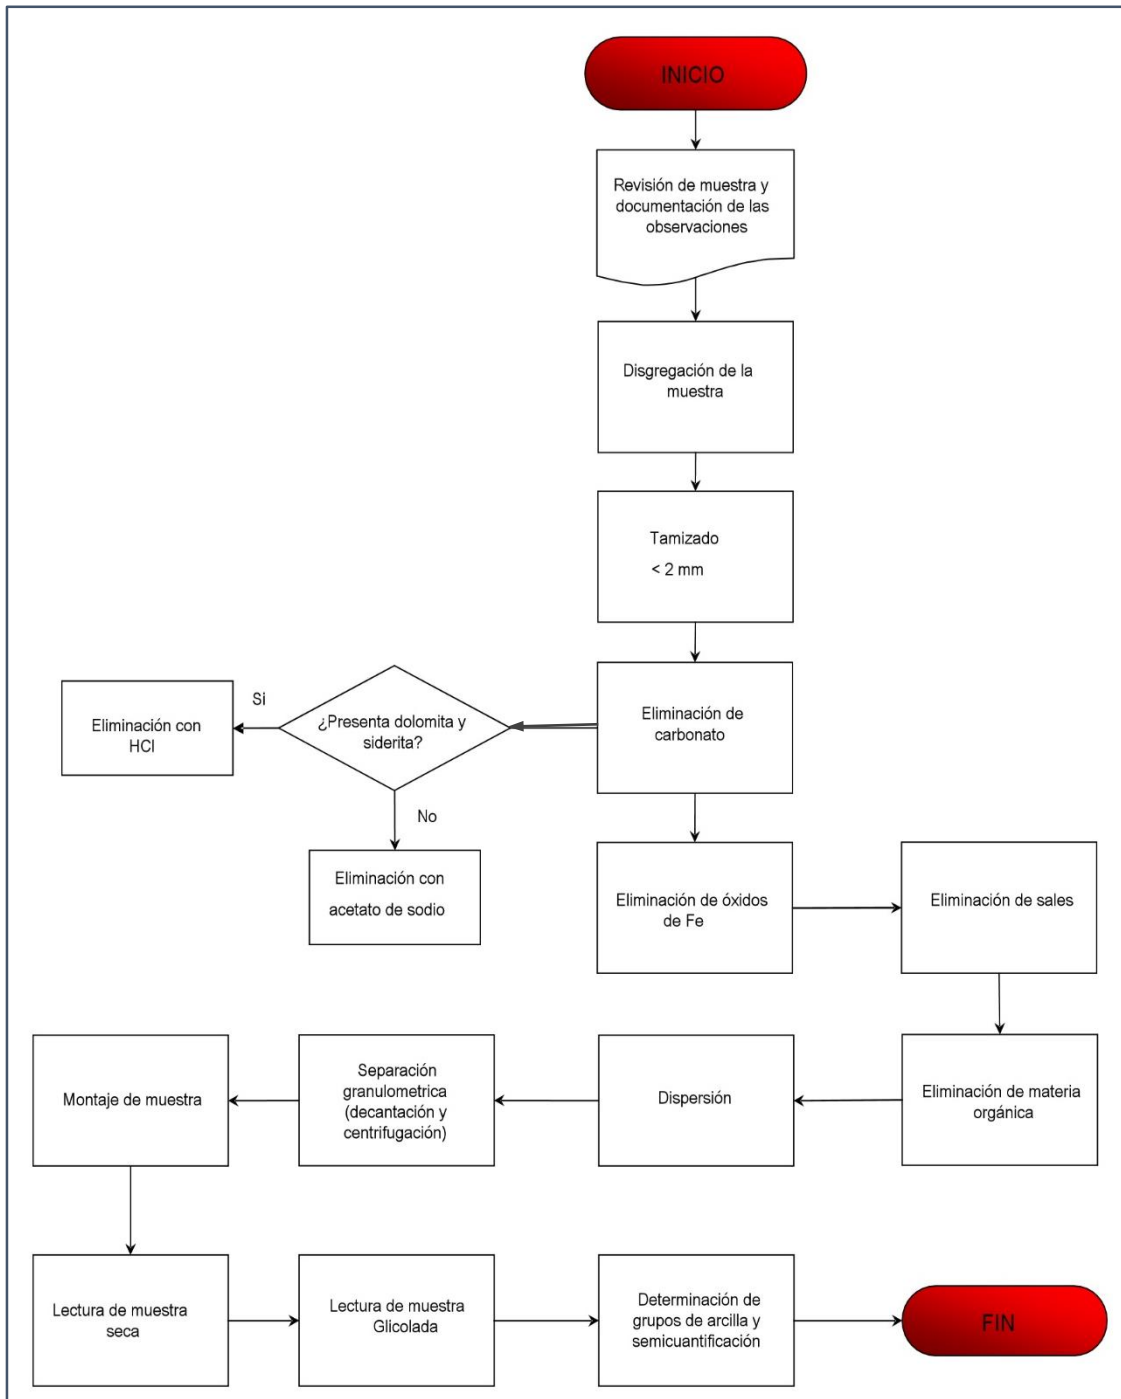 INICIO
Revisión de muestra y
documentación de las
observaciones
Disgregación de la
muestra
Tamizado
< 2 mm
Eliminación de
carbonato
¿Presenta dolomita y
siderita?
Si
Eliminación con
HCl
No
Eliminación con
acetato de sodio
Eliminación de óxidos
de Fe
Eliminación de sales
Eliminación de materia
orgánica
Dispersión
Separación
granulometrica
(decantación y
centrifugación)
Montaje de muestra
Lectura de muestra
seca
Lectura de muestra
Glicolada
Determinación de
grupos de arcilla y
semicuantificación
FIN